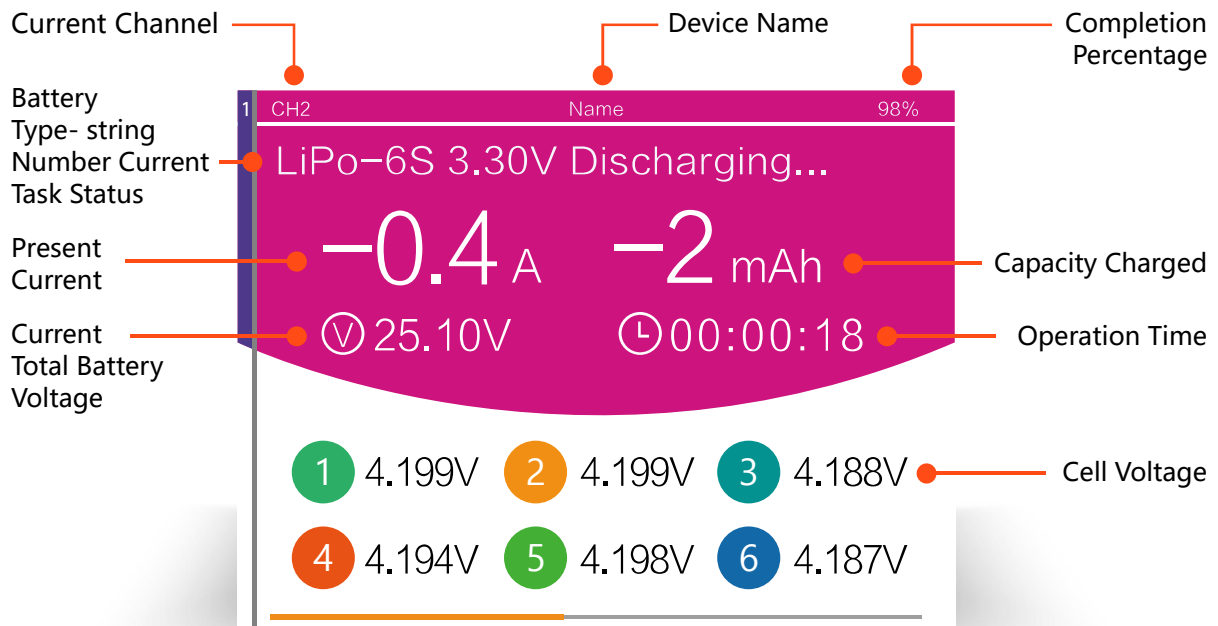 Current Channel
Device Name
Completion
Percentage
Battery
Type- string
Number Current
Task Status
1 CH2 Name 98%
LiPo-6S 3.30V Discharging...
Present
Current
-0.4 A -2 mAh
Capacity Charged
Current
Total Battery
Voltage
V 25.10V 00:00:18
Operation Time
1 4.199V 2 4.199V 3 4.188V
Cell Voltage
4 4.194V 5 4.198V 6 4.187V